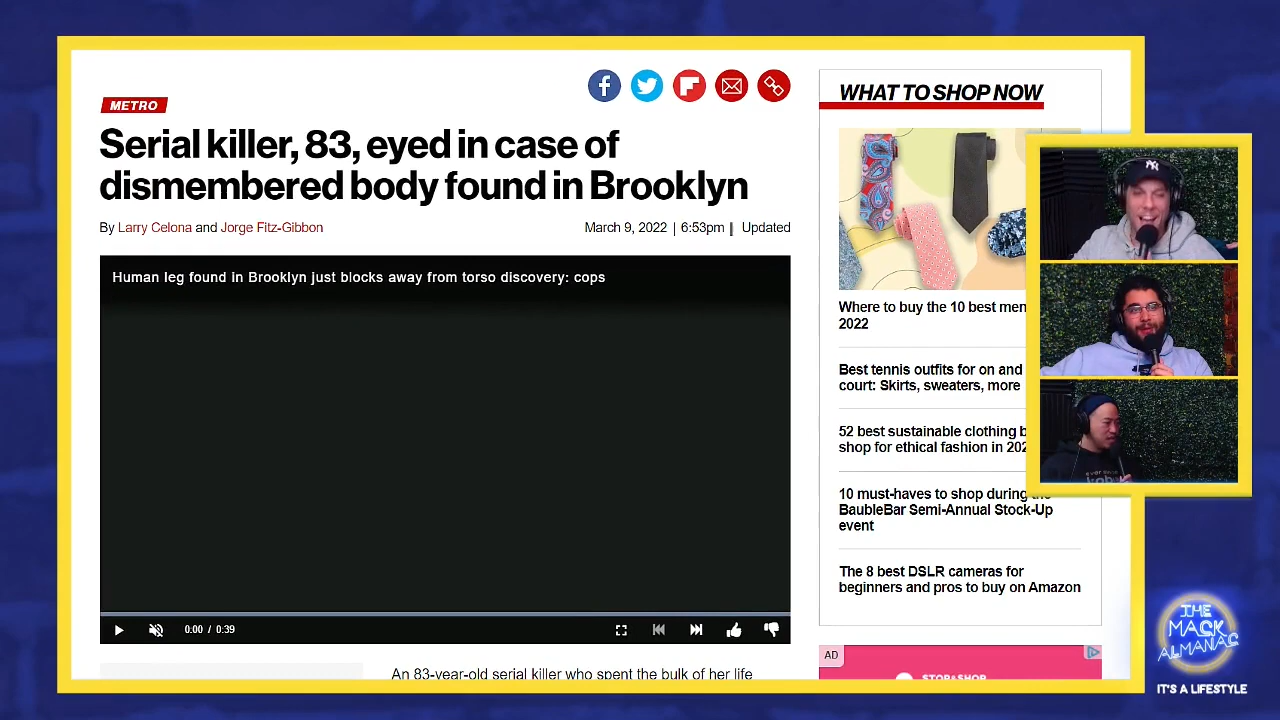 METRO
Serial killer, 83, eyed in case of
dismembered body found in Brooklyn
By Larry Celona and Jorge Fitz-Gibbon
March 9, 2022 | 6:53pm | Updated
Human leg found in Brooklyn just blocks away from torso discovery: cops
0:00 / 0:39
An 83-year-old serial killer who spent the bulk of her life
WHAT TO SHOP NOW
Where to buy the 10 best men
2022
Best tennis outfits for on and
court: Skirts, sweaters, more
52 best sustainable clothing b
shop for ethical fashion in 202
10 must-haves to shop during the
BaubleBar Semi-Annual Stock-Up
event
The 8 best DSLR cameras for
beginners and pros to buy on Amazon
AD
STOP&SHOP
THE
MACK
ALMANAC
IT'S A LIFESTYLE